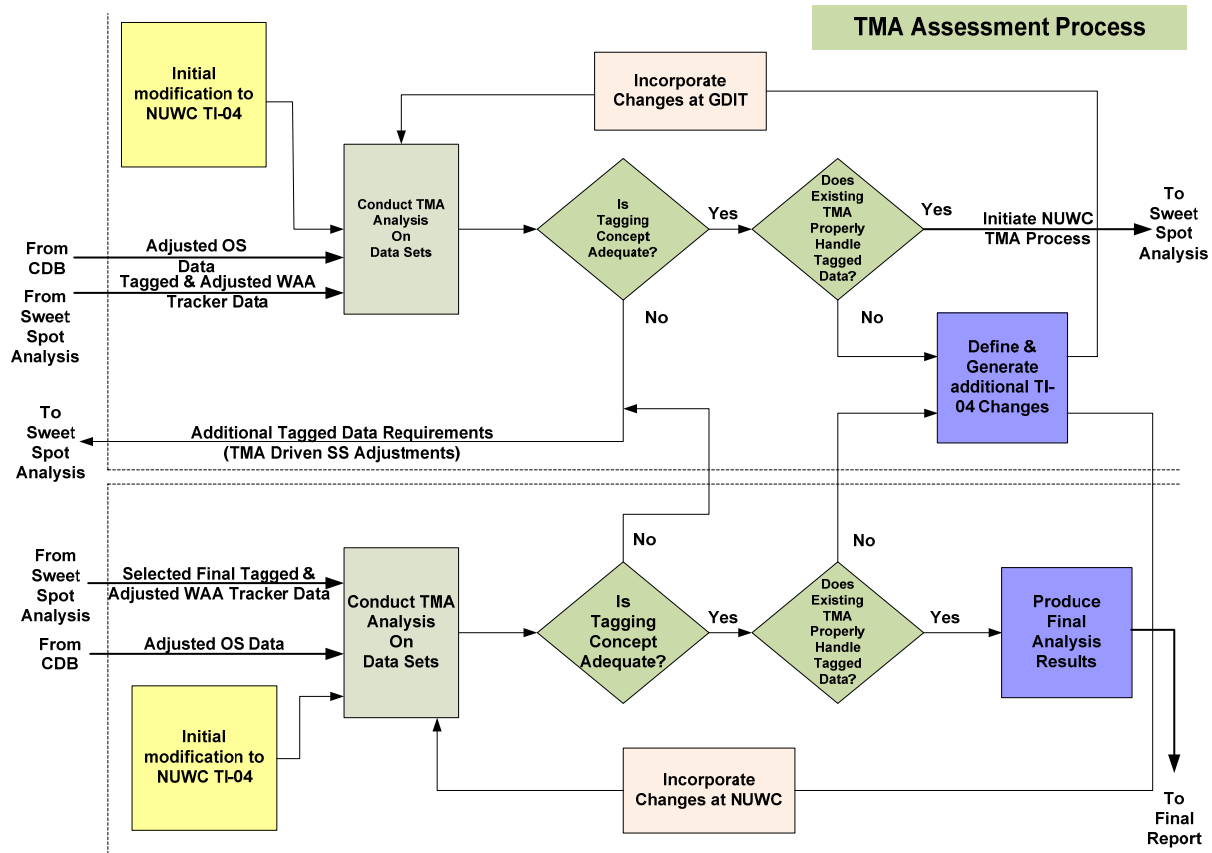 TMA Assessment Process
Initial
modification to
NUWC TI-04
Incorporate
Changes at GDIT
Conduct TMA
Analysis
On
Data Sets
Is
Tagging
Concept
Adequate?
Yes
Does
Existing
TMA
Properly
Handle
Tagged
Data?
Yes
Initiate NUWC
TMA Process
To
Sweet
Spot
Analysis
From
CDB
Adjusted OS
Data
From
Sweet
Spot
Analysis
Tagged & Adjusted WAA
Tracker Data
No
No
Define &
Generate
additional TI-
04 Changes
To
Sweet
Spot
Analysis
Additional Tagged Data Requirements
(TMA Driven SS Adjustments)
From
Sweet
Spot
Analysis
Selected Final Tagged &
Adjusted WAA Tracker Data
From
CDB
Adjusted OS Data
Conduct TMA
Analysis
On
Data Sets
No
Is
Tagging
Concept
Adequate?
Yes
No
Does
Existing
TMA
Properly
Handle
Tagged
Data?
Yes
Produce
Final
Analysis
Results
Initial
modification to
NUWC TI-04
Incorporate
Changes at NUWC
To
Final
Report